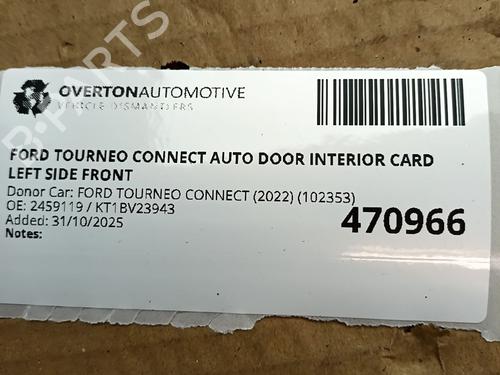 OVERTONAUTOMOTIVE
VEHICLE DISMANTLERS
FORD TOURNEO CONNECT AUTO DOOR INTERIOR CARD
LEFT SIDE FRONT
Donor Car: FORD TOURNEO CONNECT (2022) (102353)
OE: 2459119 / KT1BV23943
Added: 31/10/2025
Notes:
470966
B-PARTS